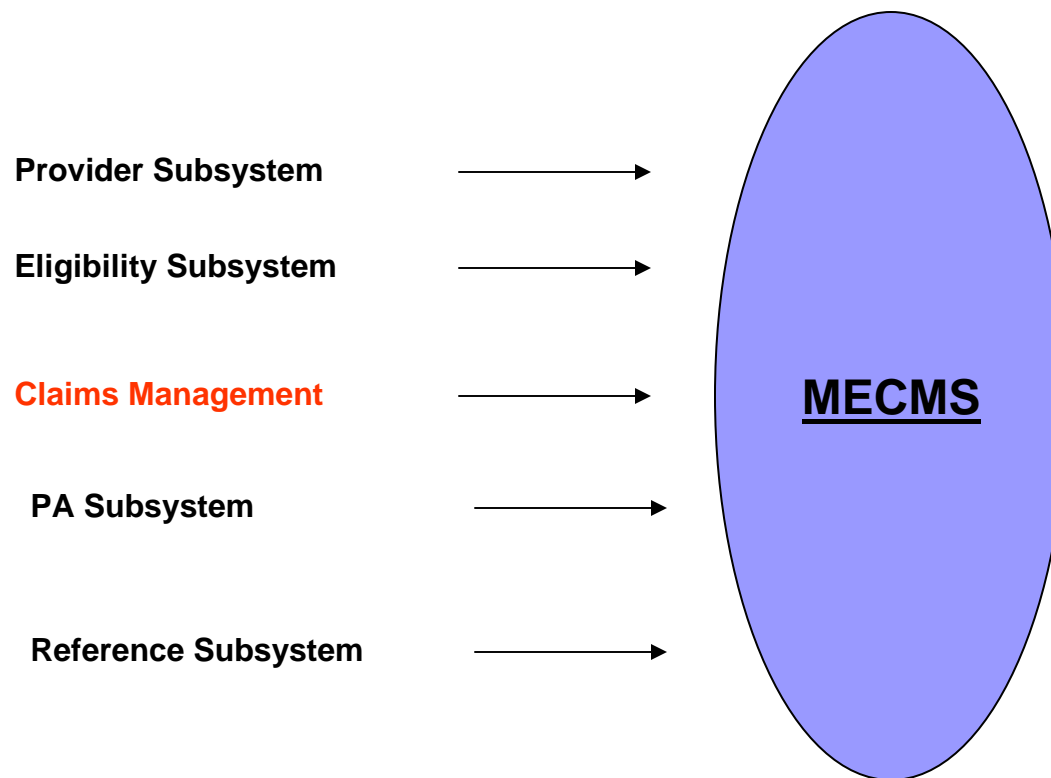 Provider Subsystem
Eligibility Subsystem
Claims Management
MECMS
PA Subsystem
Reference Subsystem